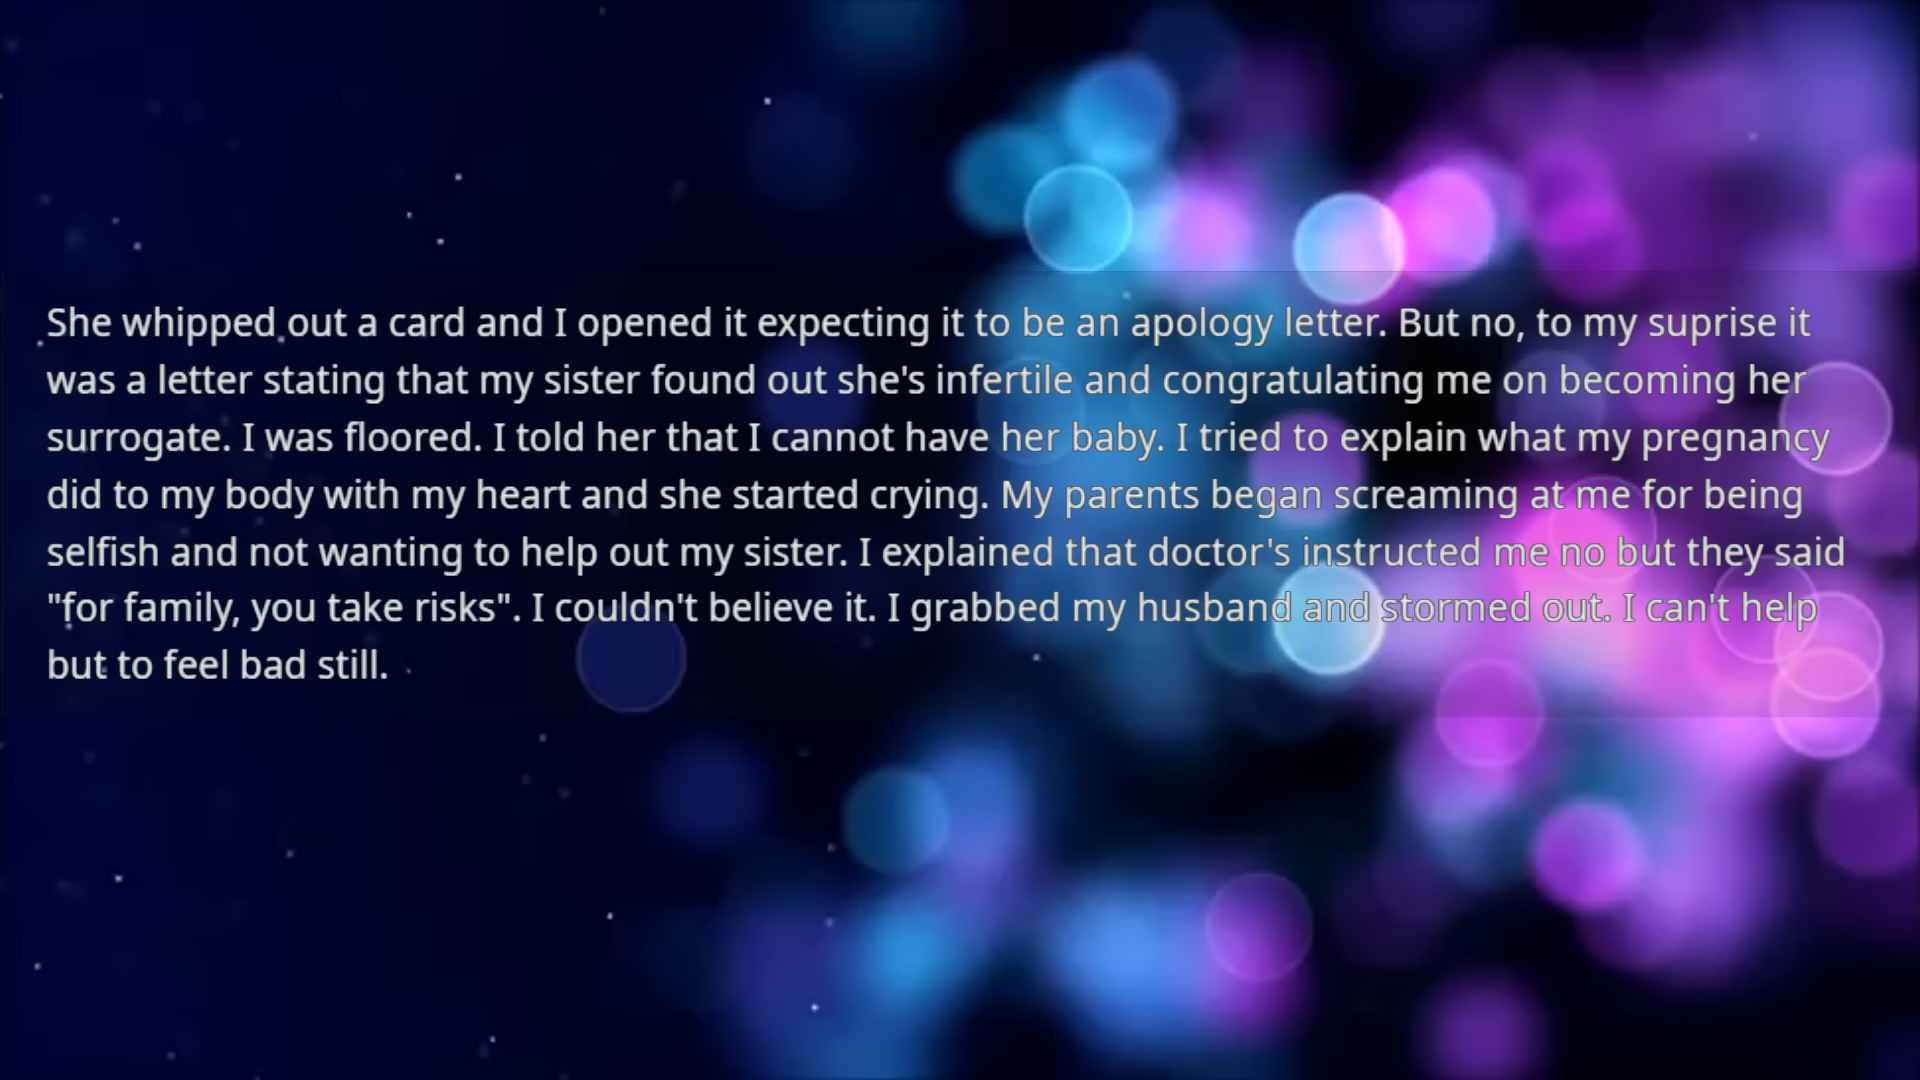 She whipped out a card and I opened it expecting it to be an apology letter. But no, to my suprise it
was a letter stating that my sister found out she's infertile and congratulating me on becoming her
surrogate. I was floored. I told her that I cannot have her baby. I tried to explain what my pregnancy
did to my body with my heart and she started crying. My parents began screaming at me for being
selfish and not wanting to help out my sister. I explained that doctor's instructed me no but they said
"for family, you take risks". I couldn't believe it. I grabbed my husband and stormed out. I can't help
but to feel bad still.